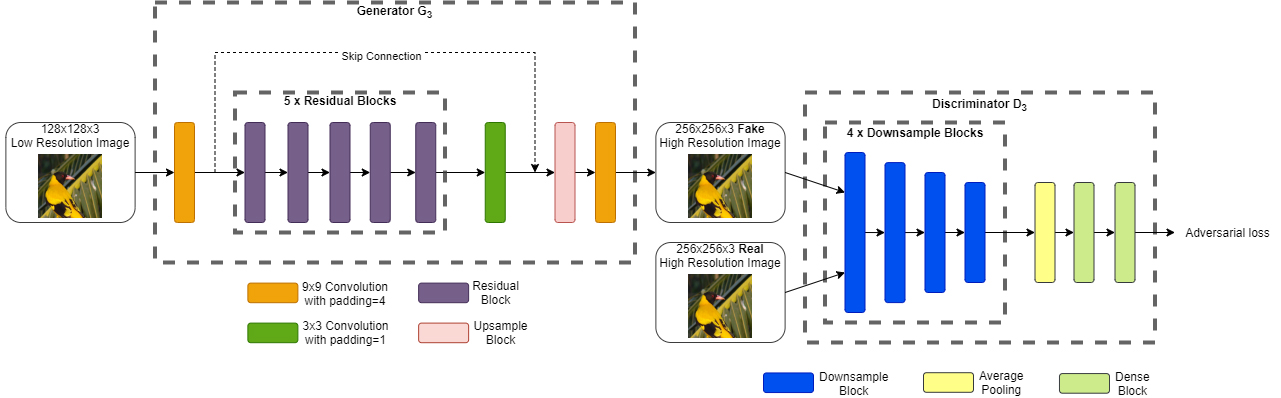 Generator G3
Skip Connection
5 x Residual Blocks
128x128x3
Low Resolution Image
256x256x3 Fake
High Resolution Image
256x256x3 Real
High Resolution Image
Discriminator D3
4 x Downsample Blocks
Adversarial loss
9x9 Convolution
with padding=4
Residual
Block
3x3 Convolution
with padding=1
Upsample
Block
Downsample
Block
Average
Pooling
Dense
Block